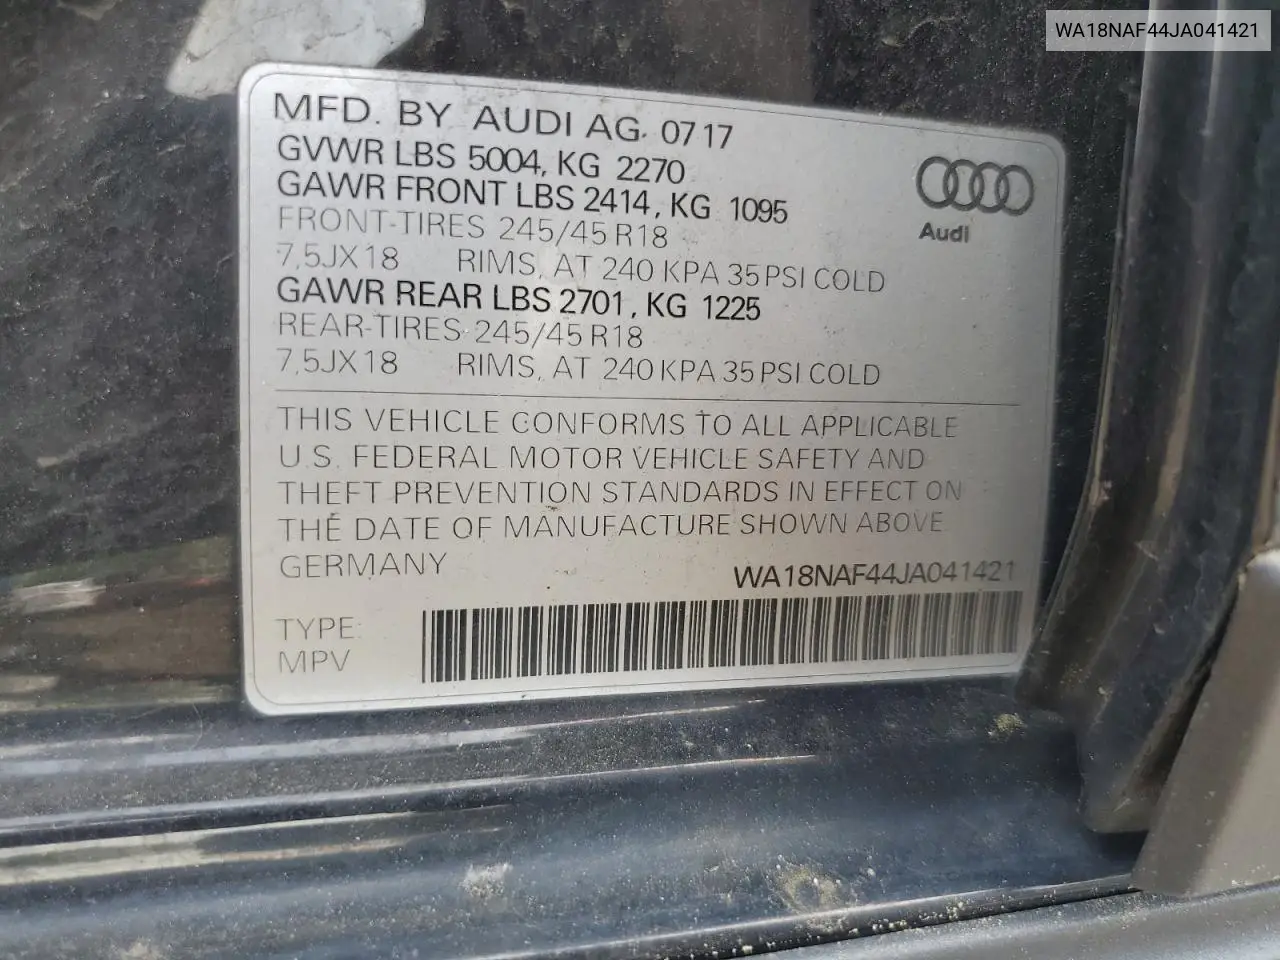 WA18NAF44JA041421
MFD. BY AUDI AG. 0717
GVWR LBS 5004, KG 2270
GAWR FRONT LBS 2414, KG 1095
FRONT-TIRES 245/45 R18
7,5JX18 RIMS, AT 240 KPA 35 PSI COLD
GAWR REAR LBS 2701, KG 1225
REAR-TIRES 245/45 R18
7,5JX18 RIMS, AT 240 KPA 35 PSI COLD
Audi
THIS VEHICLE CONFORMS TO ALL APPLICABLE
U.S. FEDERAL MOTOR VEHICLE SAFETY AND
THEFT PREVENTION STANDARDS IN EFFECT ON
THE DATE OF MANUFACTURE SHOWN ABOVE
GERMANY
WA18NAF44JA041421
TYPE:
MPV